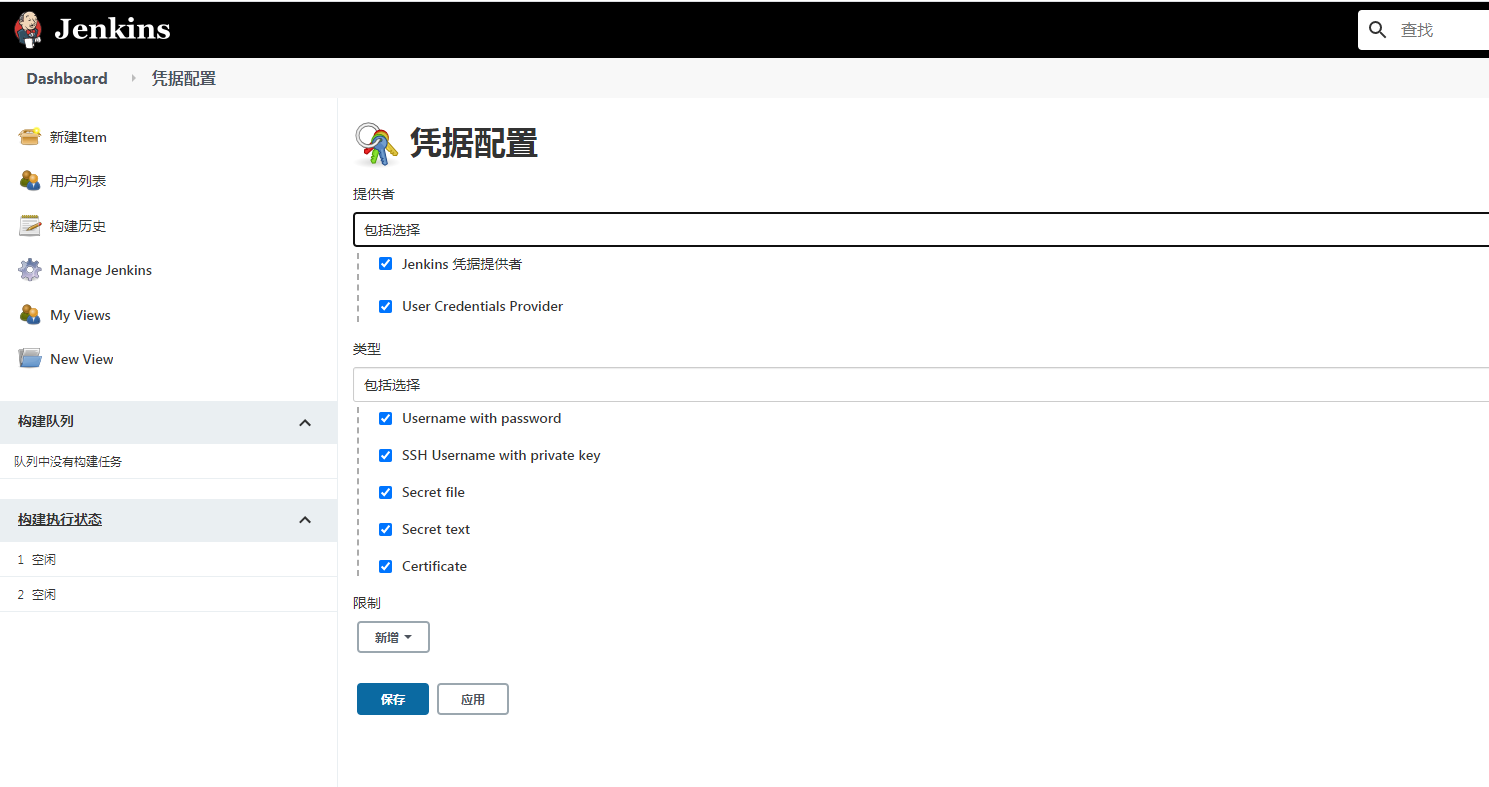 Jenkins
查找
Dashboard
凭据配置
新建Item
用户列表
构建历史
Manage Jenkins
My Views
New View
构建队列
队列中没有构建任务
构建执行状态
1 空闲
2 空闲
凭据配置
提供者
包括选择
Jenkins 凭据提供者
User Credentials Provider
类型
包括选择
Username with password
SSH Username with private key
Secret file
Secret text
Certificate
限制
新增
保存
应用